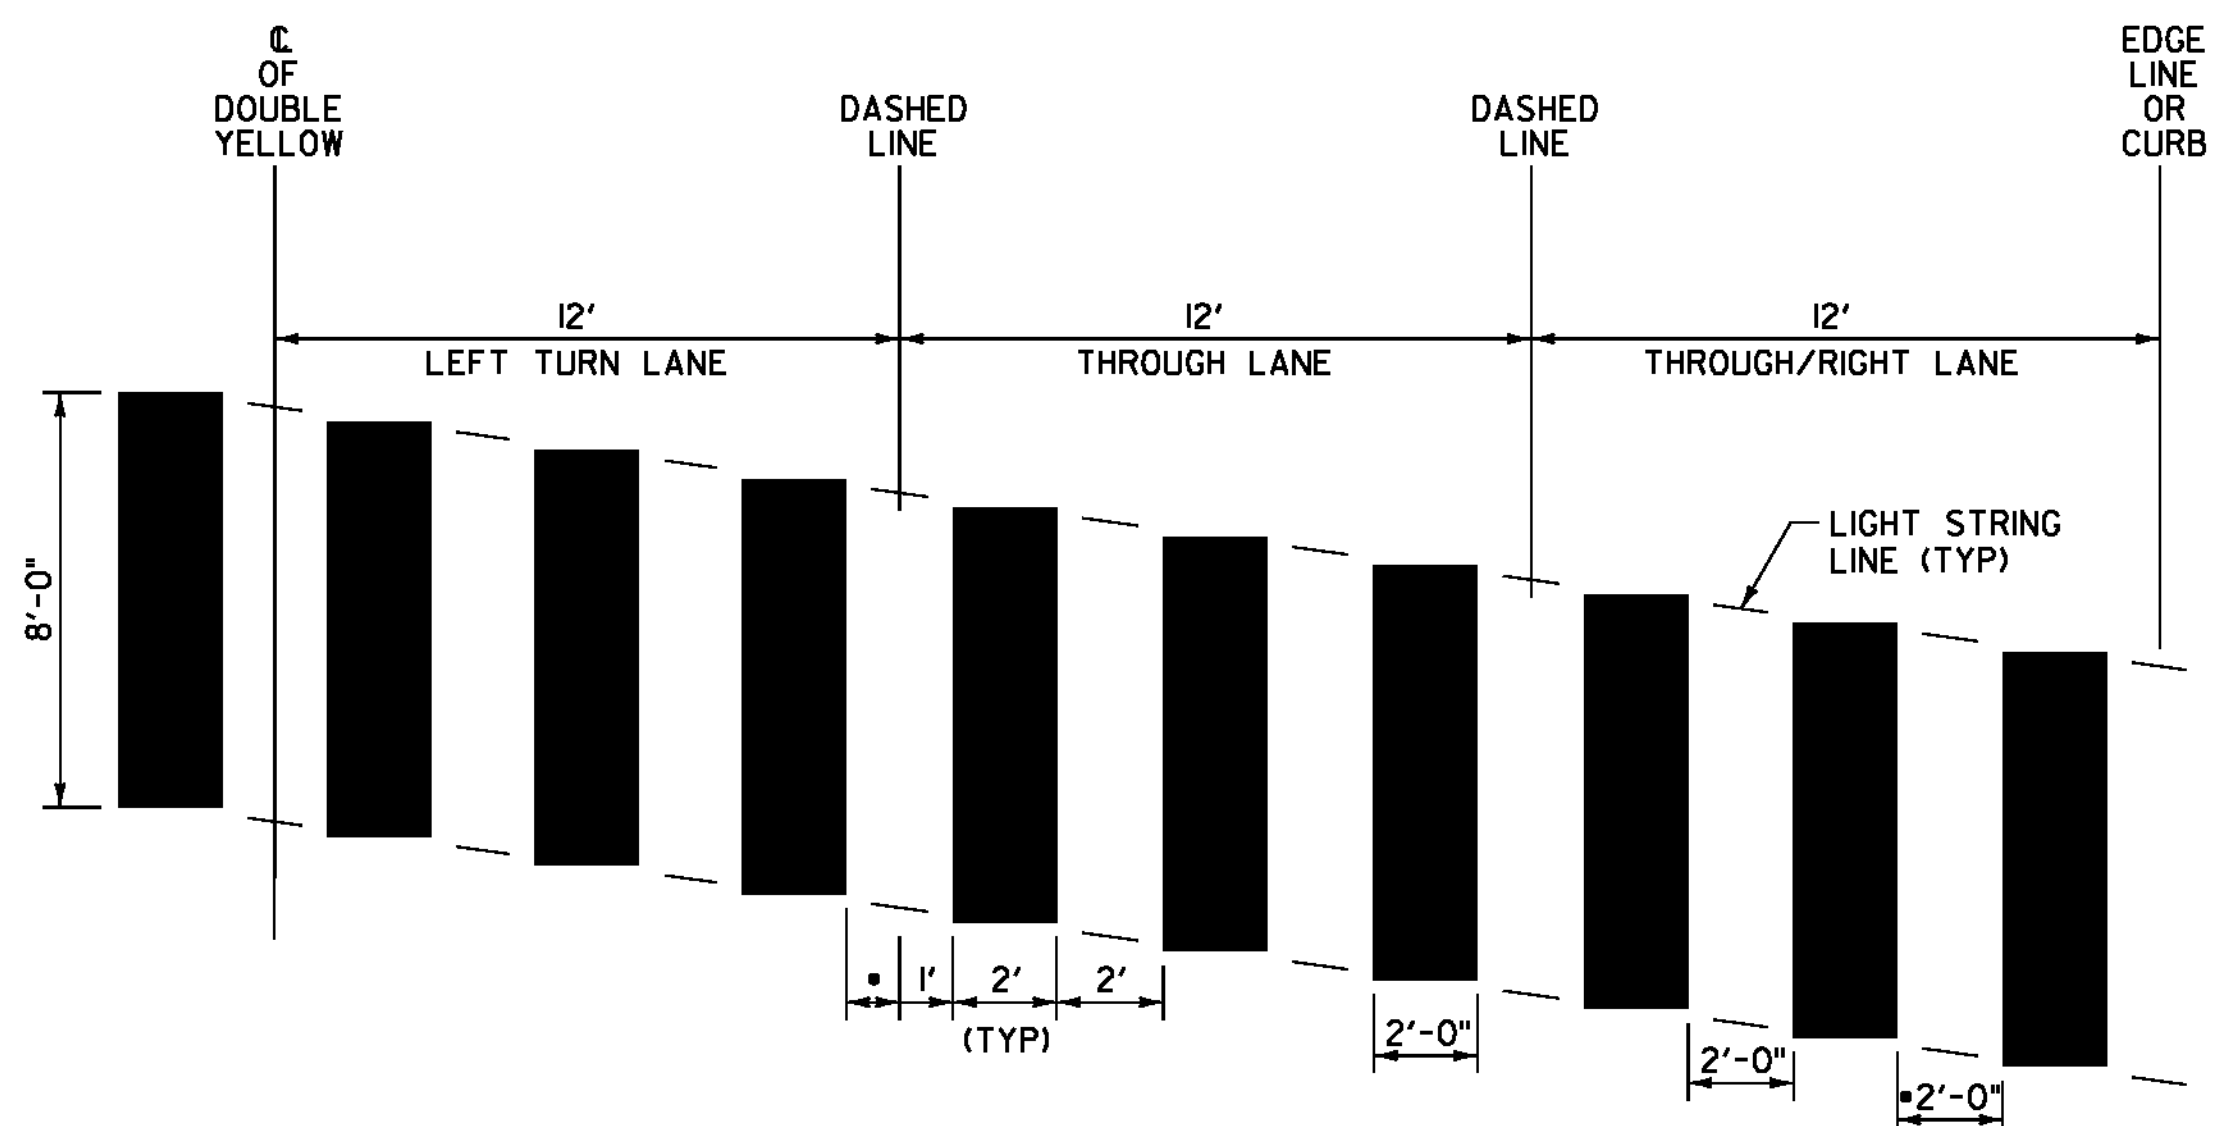 ℄
OF
DOUBLE
YELLOW
DASHED
LINE
DASHED
LINE
EDGE
LINE
OR
CURB
12'
12'
12'
LEFT TURN LANE
THROUGH LANE
THROUGH/RIGHT LANE
LIGHT STRING
LINE (TYP)
8'-0"
1'
2'
2'
(TYP)
2'-0"
2'-0"
▪2'-0"